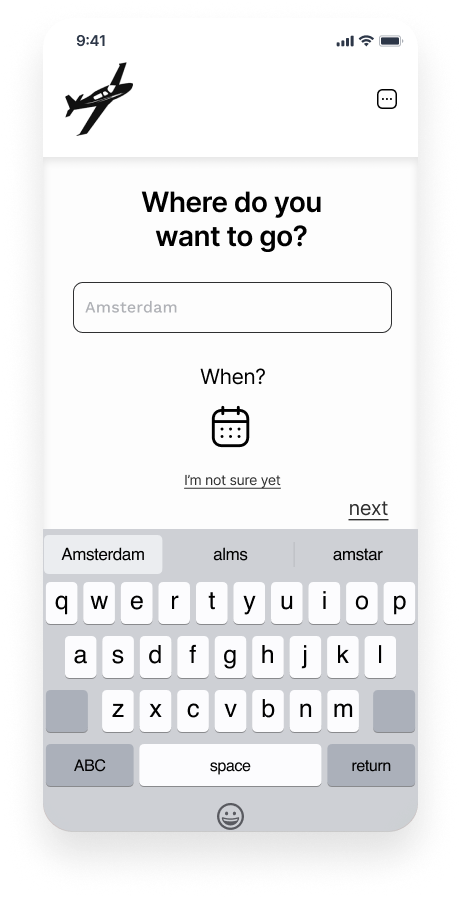 9:41
Where do you
want to go?
Amsterdam
When?
I'm not sure yet
next
Amsterdam alms amstar
q w e r t y u i o p
a s d f g h j k l
z x c v b n m
ABC space return